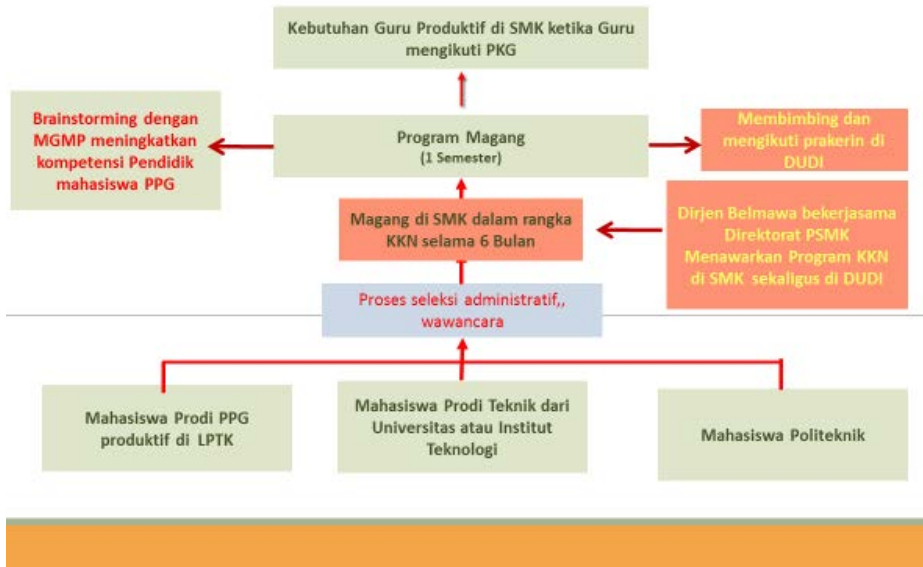 Kebutuhan Guru Produktif di SMK ketika Guru
mengikuti PKG
Brainstorming dengan
MGMP meningkatkan
kompetensi Pendidik
mahasiswa PPG
Program Magang
(1 Semester)
Membimbing dan
mengikuti prakerin di
DUDI
Magang di SMK dalam rangka
KKN selama 6 Bulan
Dirjen Belmawa bekerjasama
Direktorat PSMK
Menawarkan Program KKN
di SMK sekaligus di DUDI
Proses seleksi administratif,,
wawancara
Mahasiswa Prodi PPG
produktif di LPTK
Mahasiswa Prodi Teknik dari
Universitas atau Institut
Teknologi
Mahasiswa Politeknik